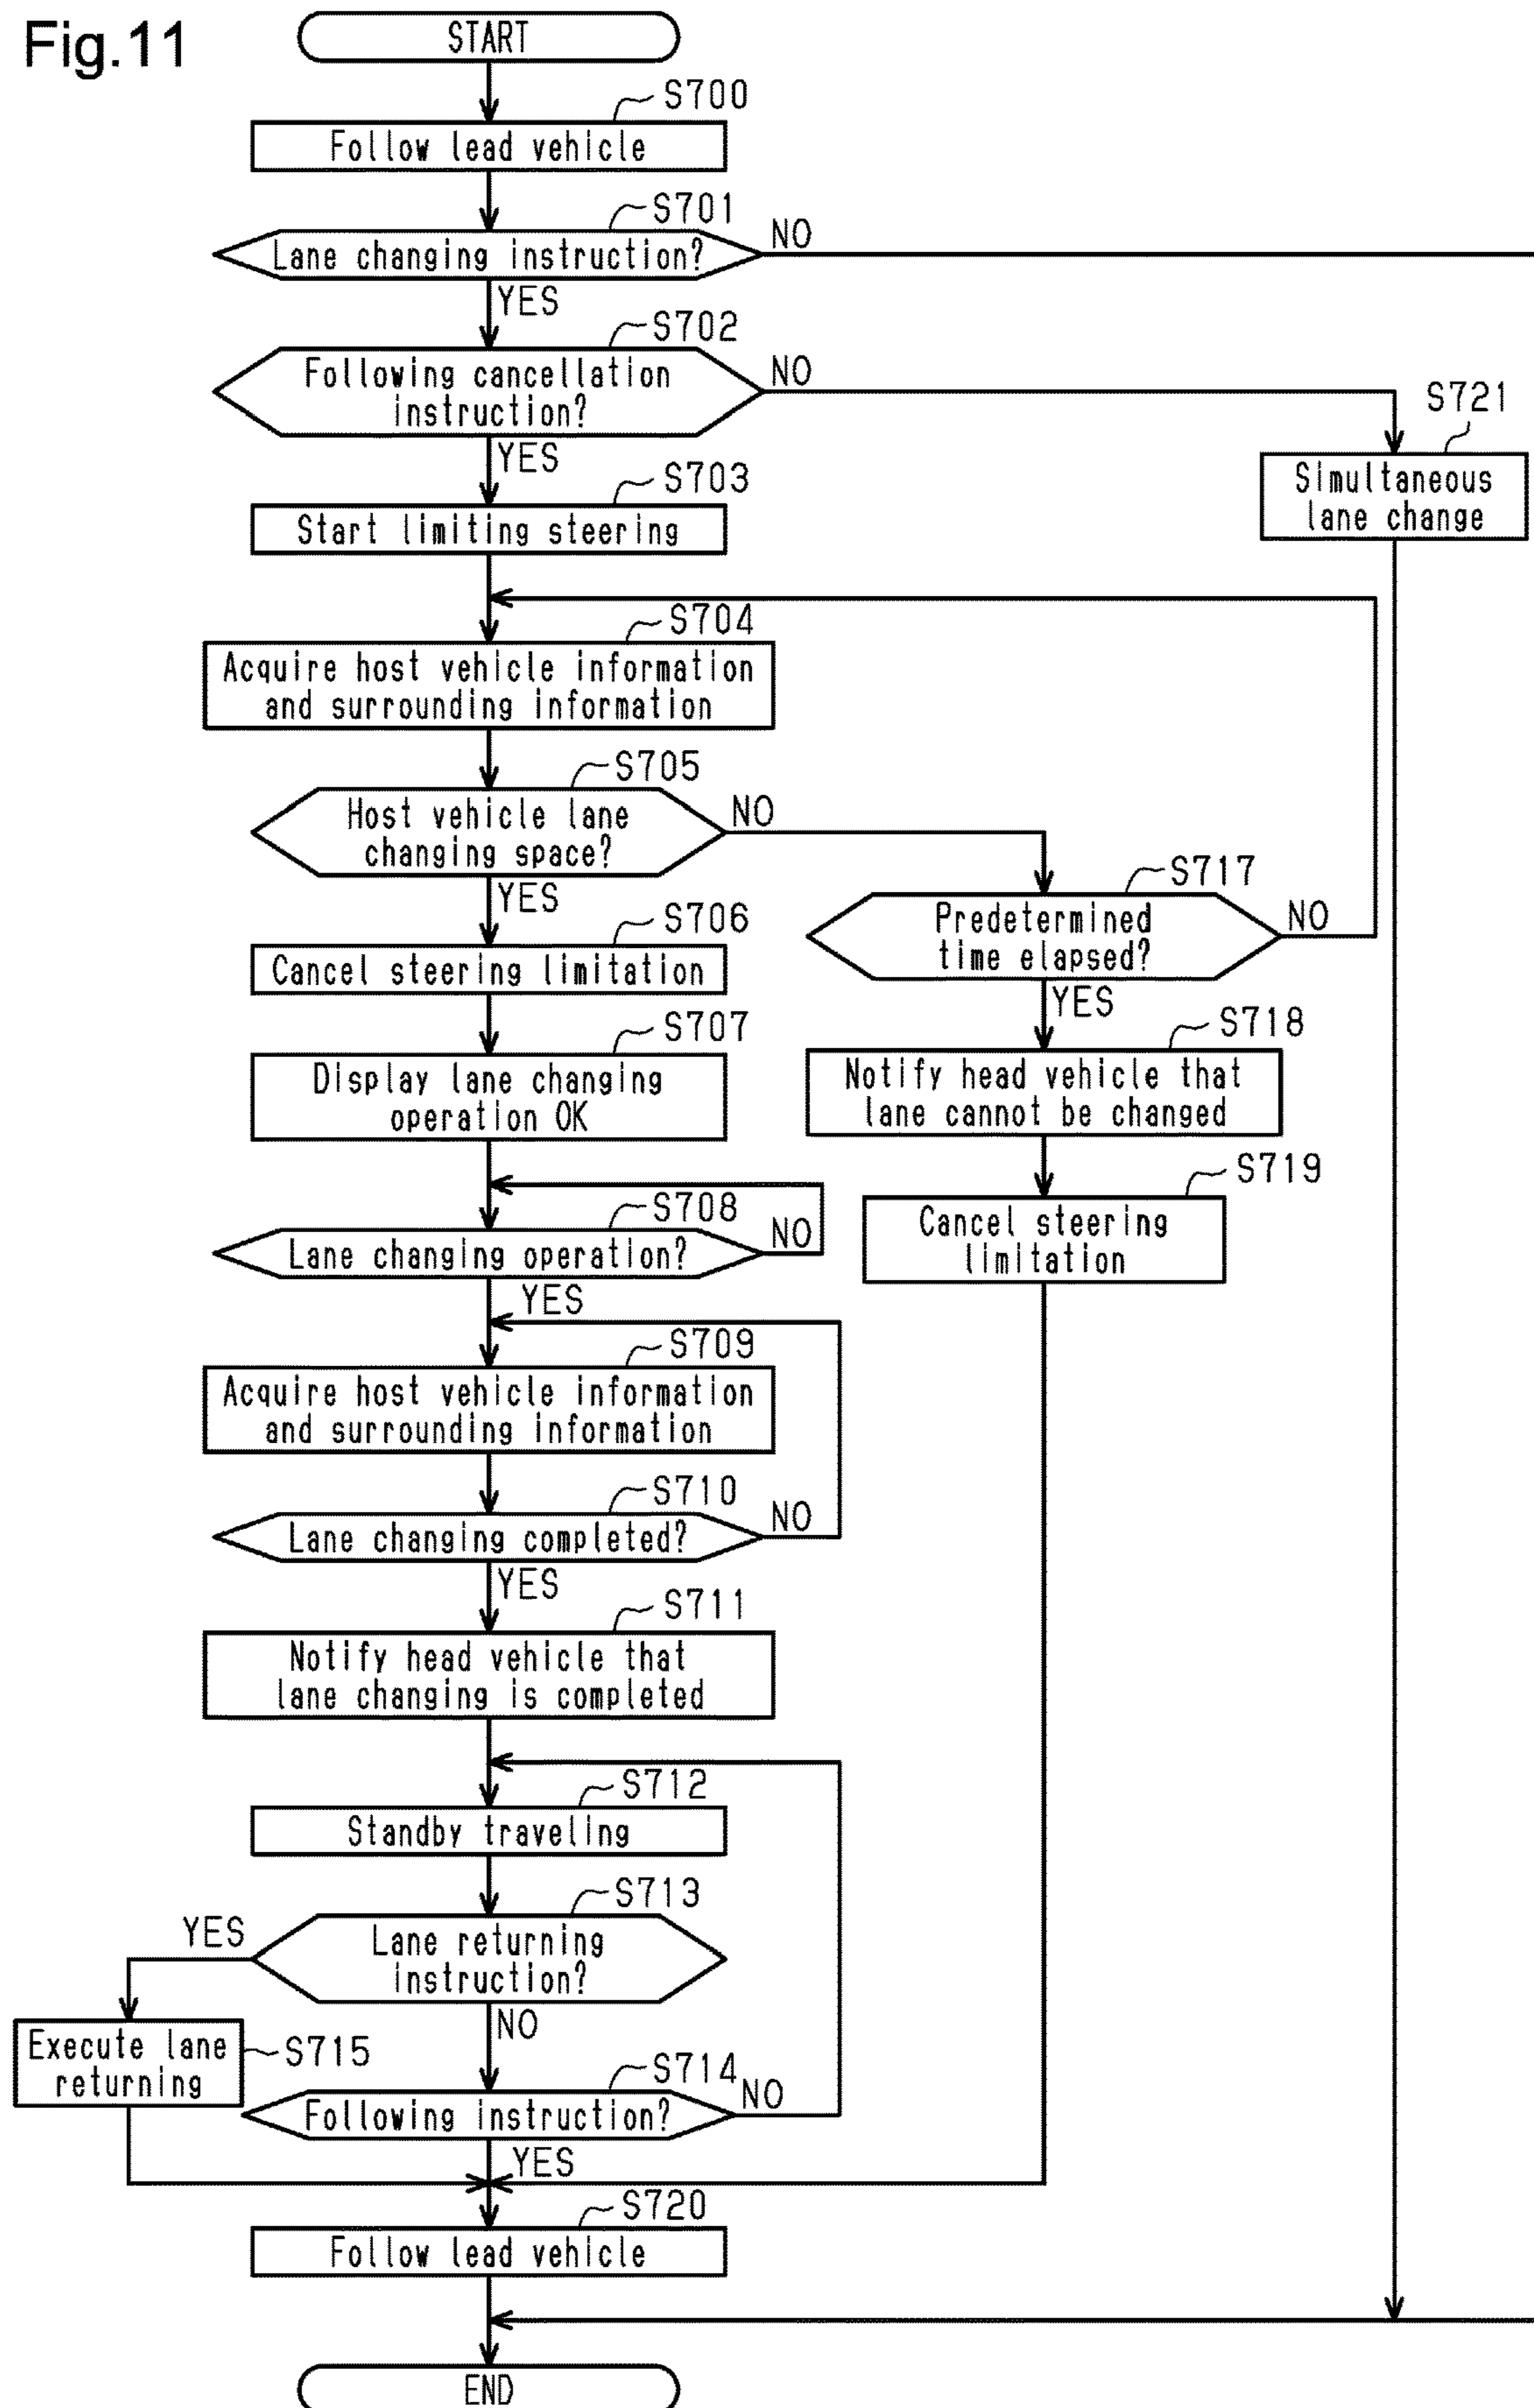 Fig.11
START
S700
Follow lead vehicle
S701
Lane changing instruction?
NO
YES
S702
Following cancellation
instruction?
NO
YES
S721
Simultaneous
lane change
S703
Start limiting steering
S704
Acquire host vehicle information
and surrounding information
S705
Host vehicle lane
changing space?
NO
YES
S717
Predetermined
time elapsed?
NO
YES
S706
Cancel steering limitation
S718
Notify head vehicle that
lane cannot be changed
S707
Display lane changing
operation OK
S719
Cancel steering
limitation
S708
Lane changing operation?
NO
YES
S709
Acquire host vehicle information
and surrounding information
S710
Lane changing completed?
NO
YES
S711
Notify head vehicle that
lane changing is completed
S712
Standby traveling
S713
Lane returning
instruction?
YES
NO
S715
Execute lane
returning
S714
Following instruction?
NO
YES
S720
Follow lead vehicle
END